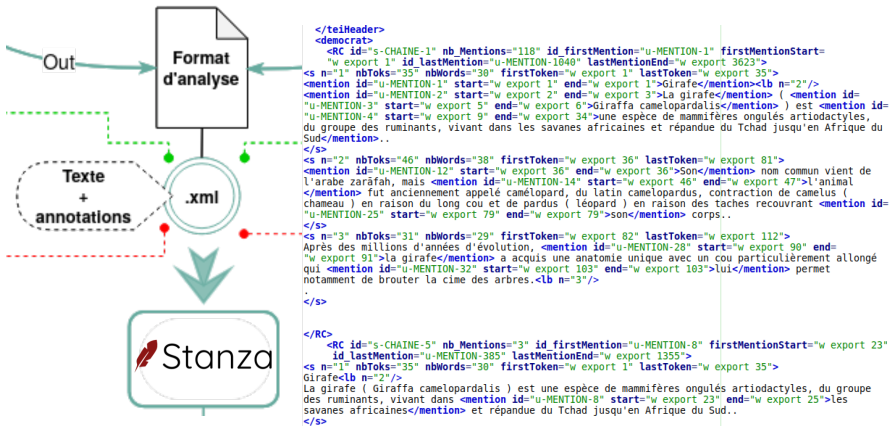 Out
Format
d'analyse
Texte
+
annotations
.xml
Stanza
</teiHeader>
<democrat>
<RC id="s-CHAINE-1" nb_Mentions="118" id_firstMention="u-MENTION-1" firstMentionStart=
"w export 1" id_lastMention="u-MENTION-1040" lastMentionEnd="w export 3623">
<s n="1" nbToks="35" nbWords="30" firstToken="w export 1" lastToken="w export 35">
<mention id="u-MENTION-1" start="w export 1" end="w export 1">Girafe</mention><lb n="2"/>
<mention id="u-MENTION-2" start="w export 2" end="w export 3">La girafe</mention> ( <mention id=
"u-MENTION-3" start="w export 5" end="w export 6">Giraffa camelopardalis</mention> ) est <mention id=
"u-MENTION-4" start="w export 9" end="w export 34">une espèce de mammifères ongulés artiodactyles,
du groupe des ruminants, vivant dans les savanes africaines et répandue du Tchad jusqu'en Afrique du
Sud</mention>..
</s>
<s n="2" nbToks="46" nbWords="38" firstToken="w export 36" lastToken="w export 81">
<mention id="u-MENTION-12" start="w export 36" end="w export 36">Son</mention> nom commun vient de
l'arabe zarāfah, mais <mention id="u-MENTION-14" start="w export 46" end="w export 47">l'animal
</mention> fut anciennement appelé camélopard, du latin camelopardus, contraction de camelus (
chameau ) en raison du long cou et de pardus ( léopard ) en raison des taches recouvrant <mention id=
"u-MENTION-25" start="w export 79" end="w export 79">son</mention> corps..
</s>
<s n="3" nbToks="31" nbWords="29" firstToken="w export 82" lastToken="w export 112">
Après des millions d'années d'évolution, <mention id="u-MENTION-28" start="w export 90" end=
"w export 91">la girafe</mention> a acquis une anatomie unique avec un cou particulièrement allongé
qui <mention id="u-MENTION-32" start="w export 103" end="w export 103">lui</mention> permet
notamment de brouter la cime des arbres.<lb n="3"/>
.
</s>
</RC>
<RC id="s-CHAINE-5" nb_Mentions="3" id_firstMention="u-MENTION-8" firstMentionStart="w export 23"
id_lastMention="u-MENTION-385" lastMentionEnd="w export 1355">
<s n="1" nbToks="35" nbWords="30" firstToken="w export 1" lastToken="w export 35">
Girafe<lb n="2"/>
La girafe ( Giraffa camelopardalis ) est une espèce de mammifères ongulés artiodactyles, du groupe
des ruminants, vivant dans <mention id="u-MENTION-8" start="w export 23" end="w export 25">les
savanes africaines</mention> et répandue du Tchad jusqu'en Afrique du Sud..
</s>